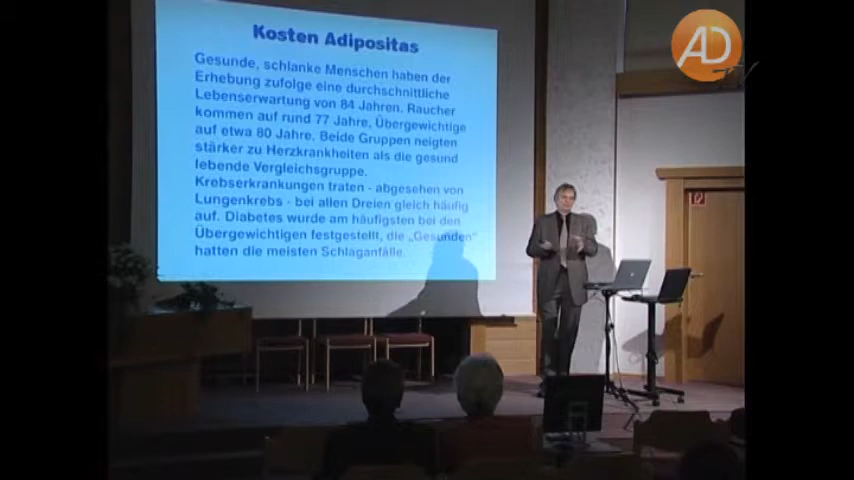 Kosten Adipositas
Gesunde, schlanke Menschen haben der
Erhebung zufolge eine durchschnittliche
Lebenserwartung von 84 Jahren. Raucher
kommen auf rund 77 Jahre, Übergewichtige
auf etwa 80 Jahre. Beide Gruppen neigten
stärker zu Herzkrankheiten als die gesund
lebende Vergleichsgruppe.
Krebserkrankungen traten - abgesehen von
Lungenkrebs - bei allen Dreien gleich häufig
auf. Diabetes wurde am häufigsten bei den
Übergewichtigen festgestellt, die „Gesunden"
hatten die meisten Schlaganfälle.
AD
TV